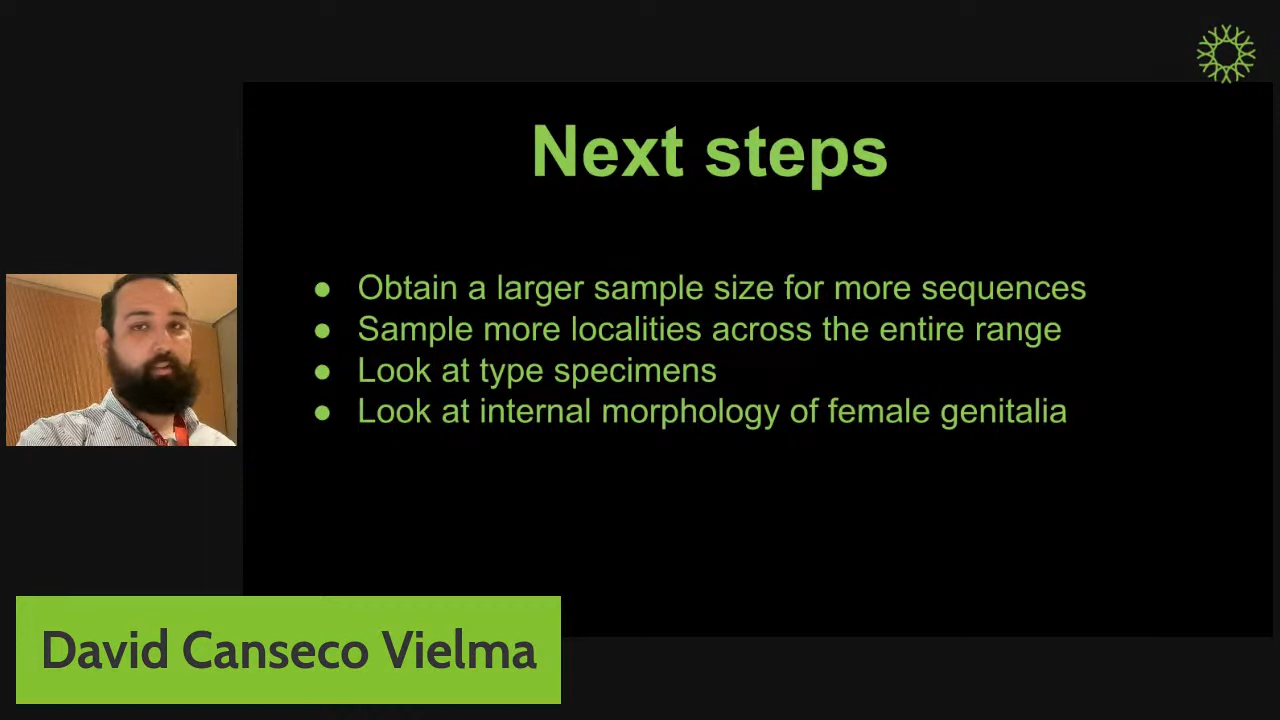 Next steps
● Obtain a larger sample size for more sequences
● Sample more localities across the entire range
● Look at type specimens
● Look at internal morphology of female genitalia
David Canseco Vielma